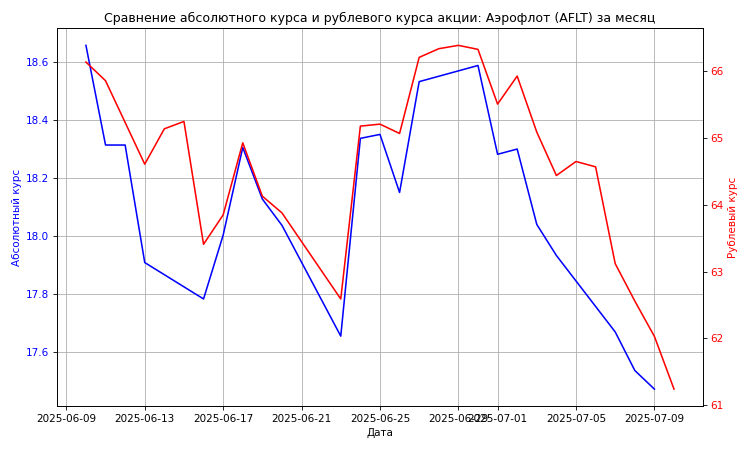 Сравнение абсолютного курса и рублевого курса акции: Аэрофлот (AFLT) за месяц
18.6
18.4
18.2
18.0
17.8
17.6
Абсолютный курс
66
65
64
63
62
61
Рублевый курс
2025-06-09 2025-06-13 2025-06-17 2025-06-21 2025-06-25 2025-06-29 2025-07-01 2025-07-05 2025-07-09
Дата